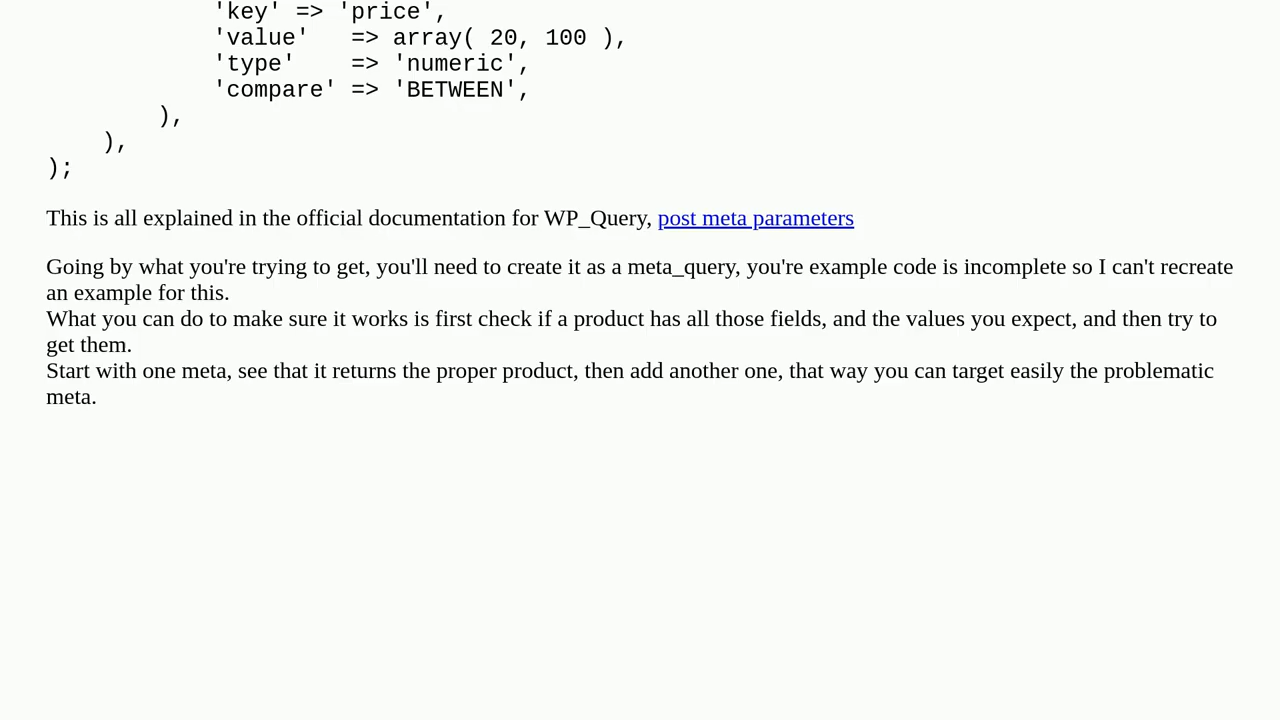 'key' => 'price',
'value'   => array( 20, 100 ),
'type'    => 'numeric',
'compare' => 'BETWEEN',
),
),
);
This is all explained in the official documentation for WP_Query, post meta parameters
Going by what you're trying to get, you'll need to create it as a meta_query, you're example code is incomplete so I can't recreate
an example for this.
What you can do to make sure it works is first check if a product has all those fields, and the values you expect, and then try to
get them.
Start with one meta, see that it returns the proper product, then add another one, that way you can target easily the problematic
meta.